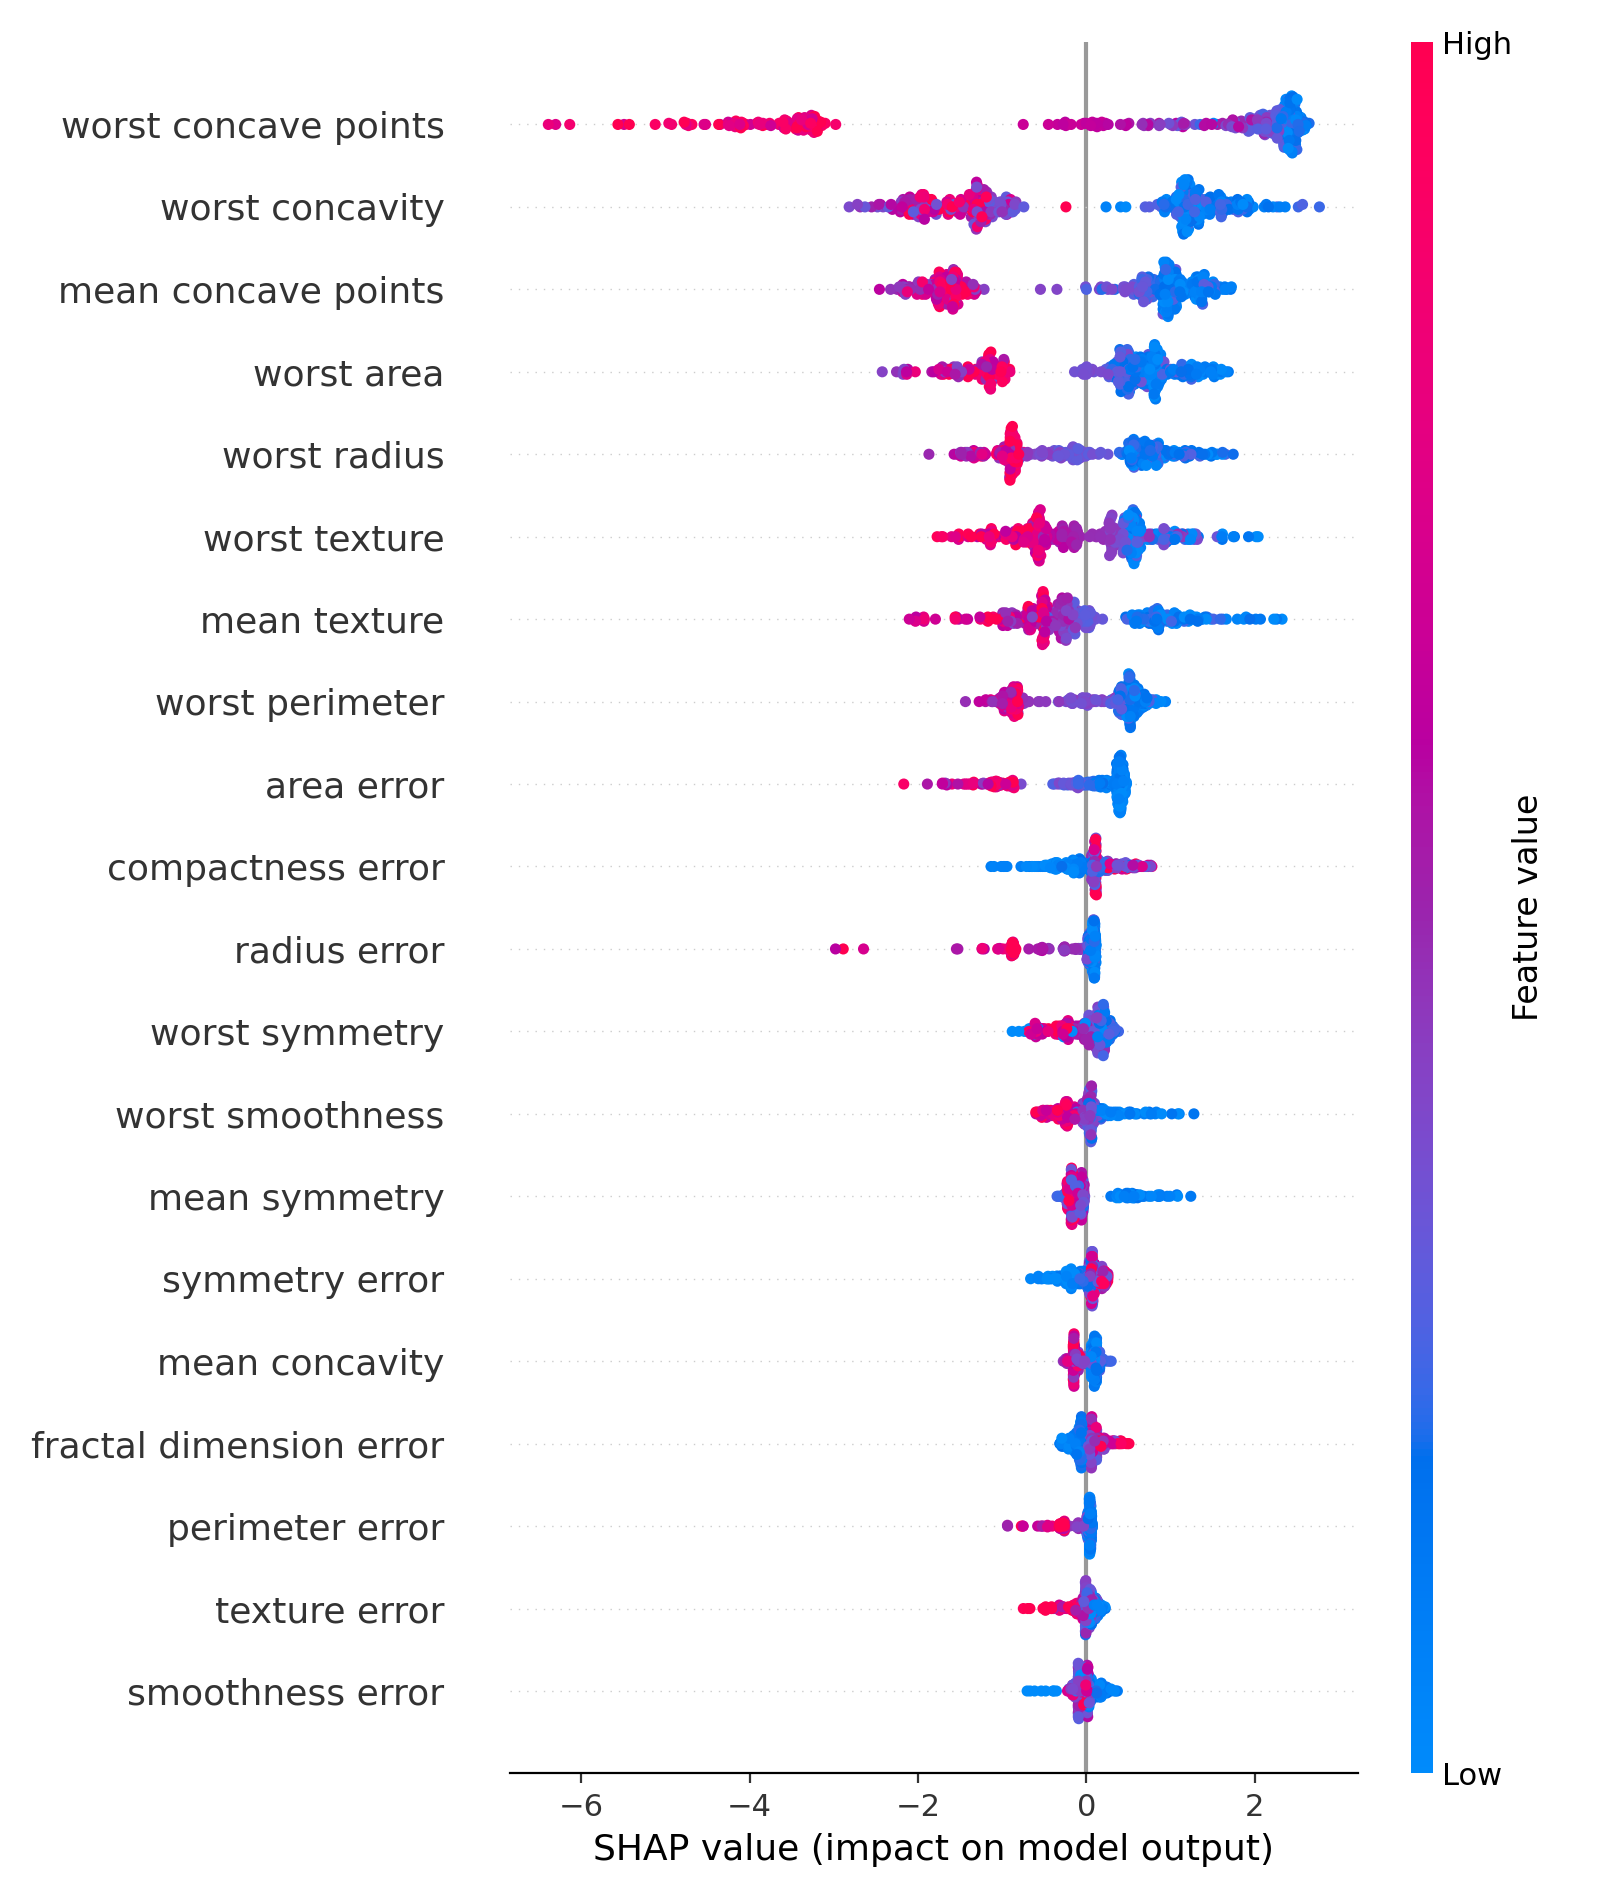 High
worst concave points
worst concavity
mean concave points
worst area
worst radius
worst texture
mean texture
worst perimeter
area error
compactness error
radius error
worst symmetry
worst smoothness
mean symmetry
symmetry error
mean concavity
fractal dimension error
perimeter error
texture error
smoothness error
Feature value
Low
−6 −4 −2 0 2
SHAP value (impact on model output)